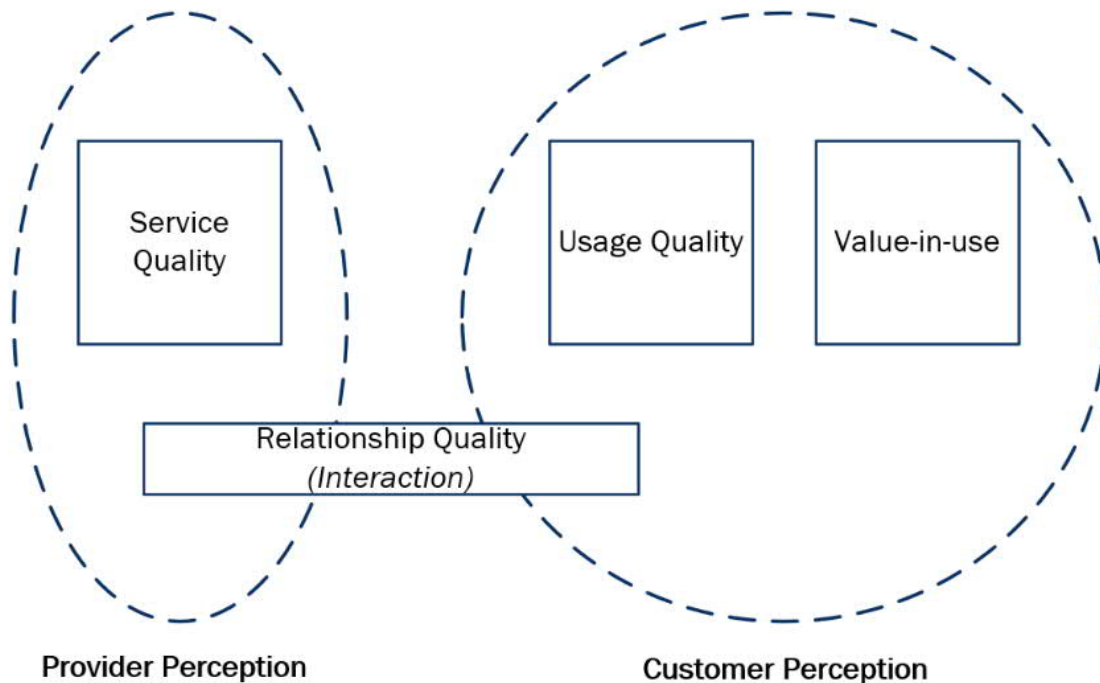 Service
Quality
Usage Quality
Value-in-use
Relationship Quality
(Interaction)
Provider Perception
Customer Perception